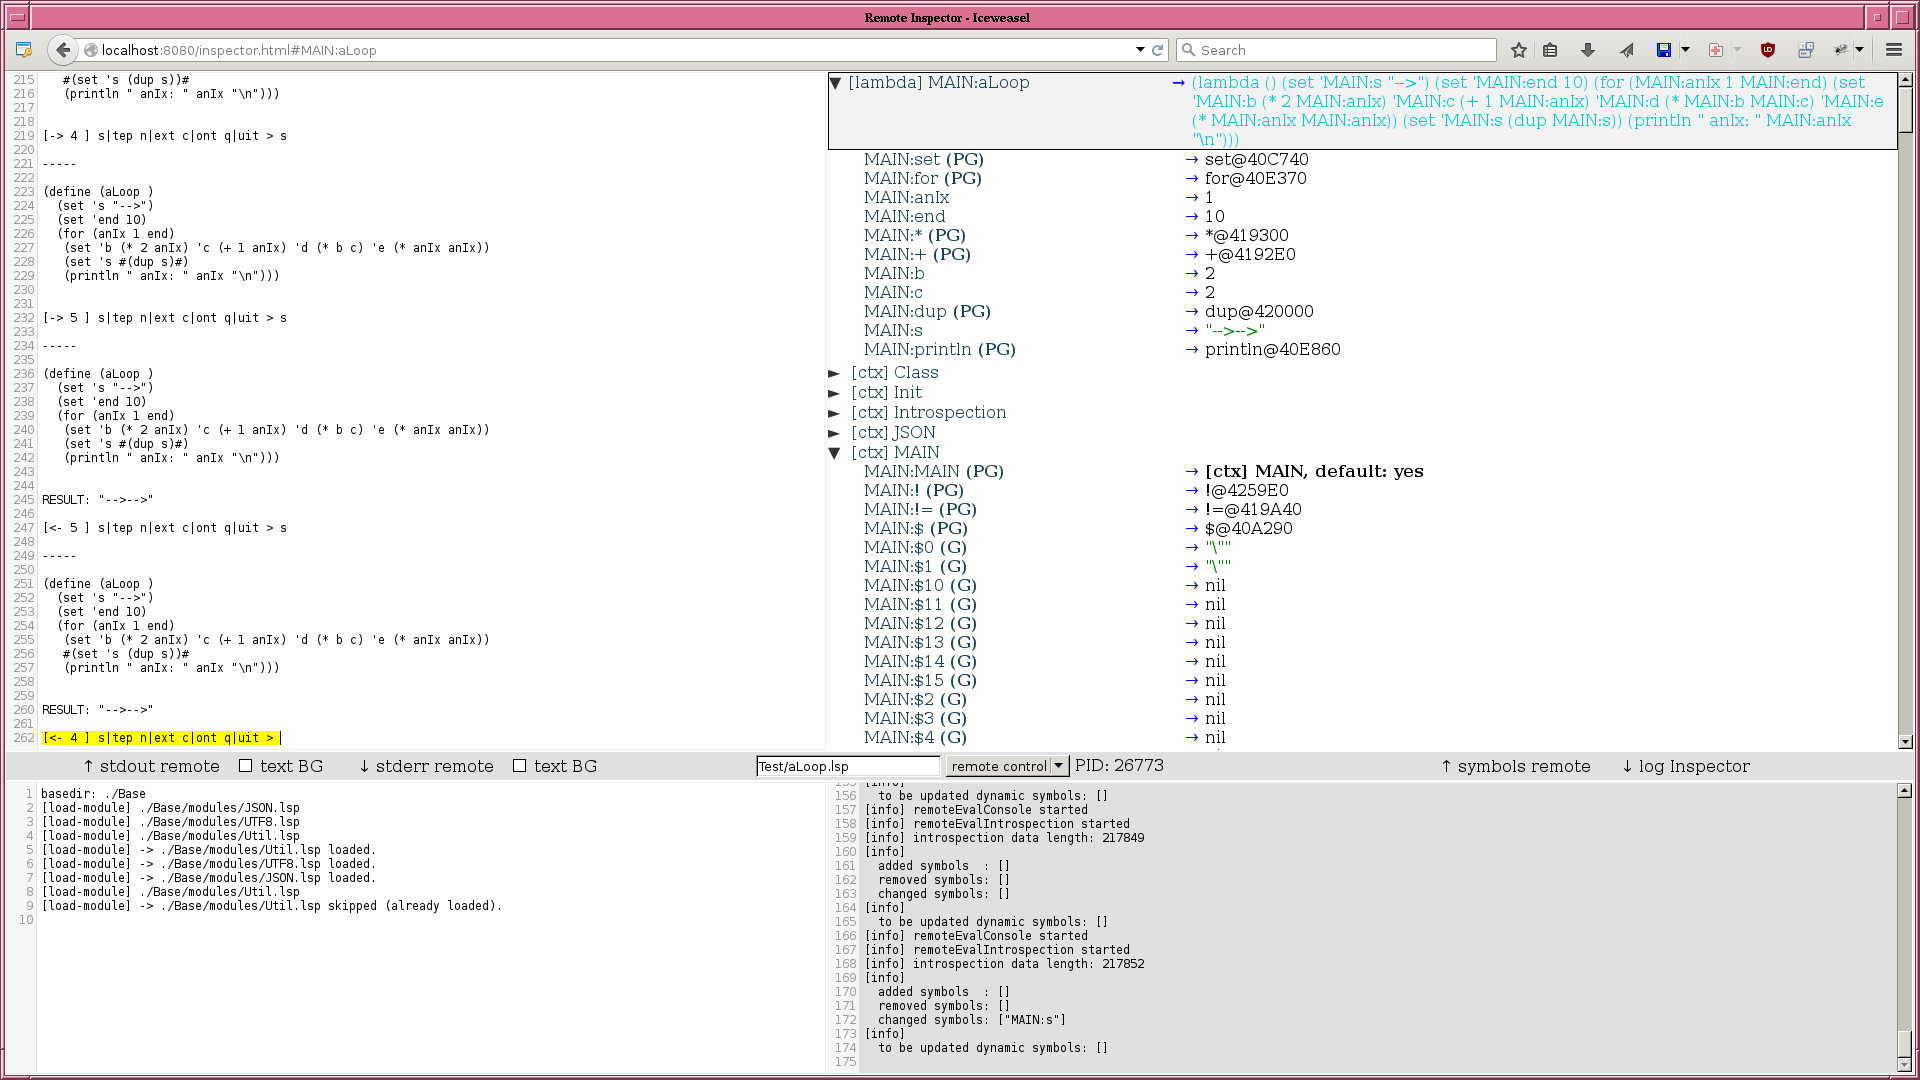 Remote Inspector - Iceweasel
localhost:8080/inspector.html#MAIN:aLoop
Search
215 #(set 's (dup s))#
216 (println " anIx: " anIx "\n")))
217
218
219 [-> 4 ] s|tep n|ext c|ont q|uit > s
220
221 -----
222
223 (define (aLoop )
224 (set 's "-->")
225 (set 'end 10)
226 (for (anIx 1 end)
227 (set 'b (* 2 anIx) 'c (+ 1 anIx) 'd (* b c) 'e (* anIx anIx))
228 (set 's #(dup s)#)
229 (println " anIx: " anIx "\n")))
230
231
232 [-> 5 ] s|tep n|ext c|ont q|uit > s
233
234 -----
235
236 (define (aLoop )
237 (set 's "-->")
238 (set 'end 10)
239 (for (anIx 1 end)
240 (set 'b (* 2 anIx) 'c (+ 1 anIx) 'd (* b c) 'e (* anIx anIx))
241 (set 's #(dup s)#)
242 (println " anIx: " anIx "\n")))
243
244
245 RESULT: "-->-->"
246
247 [<- 5 ] s|tep n|ext c|ont q|uit > s
248
249 -----
250
251 (define (aLoop )
252 (set 's "-->")
253 (set 'end 10)
254 (for (anIx 1 end)
255 (set 'b (* 2 anIx) 'c (+ 1 anIx) 'd (* b c) 'e (* anIx anIx))
256 #(set 's (dup s))#
257 (println " anIx: " anIx "\n")))
258
259
260 RESULT: "-->-->"
261
262 [<- 4 ] s|tep n|ext c|ont q|uit >
▼ [lambda] MAIN:aLoop → (lambda () (set 'MAIN:s "-->") (set 'MAIN:end 10) (for (MAIN:anIx 1 MAIN:end) (set
'MAIN:b (* 2 MAIN:anIx) 'MAIN:c (+ 1 MAIN:anIx) 'MAIN:d (* MAIN:b MAIN:c) 'MAIN:e
(* MAIN:anIx MAIN:anIx)) (set 'MAIN:s (dup MAIN:s)) (println " anIx: " MAIN:anIx
"\n")))
MAIN:set (PG) → set@40C740
MAIN:for (PG) → for@40E370
MAIN:anIx → 1
MAIN:end → 10
MAIN:* (PG) → *@419300
MAIN:+ (PG) → +@4192E0
MAIN:b → 2
MAIN:c → 2
MAIN:dup (PG) → dup@420000
MAIN:s → "-->-->"
MAIN:println (PG) → println@40E860
► [ctx] Class
► [ctx] Init
► [ctx] Introspection
► [ctx] JSON
▼ [ctx] MAIN
MAIN:MAIN (PG) → [ctx] MAIN, default: yes
MAIN:! (PG) → !@4259E0
MAIN:!= (PG) → !=@419A40
MAIN:$ (PG) → $@40A290
MAIN:$0 (G) → "\""
MAIN:$1 (G) → "\""
MAIN:$10 (G) → nil
MAIN:$11 (G) → nil
MAIN:$12 (G) → nil
MAIN:$13 (G) → nil
MAIN:$14 (G) → nil
MAIN:$15 (G) → nil
MAIN:$2 (G) → nil
MAIN:$3 (G) → nil
MAIN:$4 (G) → nil
↑ stdout remote text BG ↓ stderr remote text BG Test/aLoop.lsp remote control PID: 26773 ↑ symbols remote ↓ log Inspector
1 basedir: ./Base
2 [load-module] ./Base/modules/JSON.lsp
3 [load-module] ./Base/modules/UTF8.lsp
4 [load-module] ./Base/modules/Util.lsp
5 [load-module] -> ./Base/modules/Util.lsp loaded.
6 [load-module] -> ./Base/modules/UTF8.lsp loaded.
7 [load-module] -> ./Base/modules/JSON.lsp loaded.
8 [load-module] ./Base/modules/Util.lsp
9 [load-module] -> ./Base/modules/Util.lsp skipped (already loaded).
10
155 [info]
156 to be updated dynamic symbols: []
157 [info] remoteEvalConsole started
158 [info] remoteEvalIntrospection started
159 [info] introspection data length: 217849
160 [info]
161 added symbols : []
162 removed symbols: []
163 changed symbols: []
164 [info]
165 to be updated dynamic symbols: []
166 [info] remoteEvalConsole started
167 [info] remoteEvalIntrospection started
168 [info] introspection data length: 217852
169 [info]
170 added symbols : []
171 removed symbols: []
172 changed symbols: ["MAIN:s"]
173 [info]
174 to be updated dynamic symbols: []
175